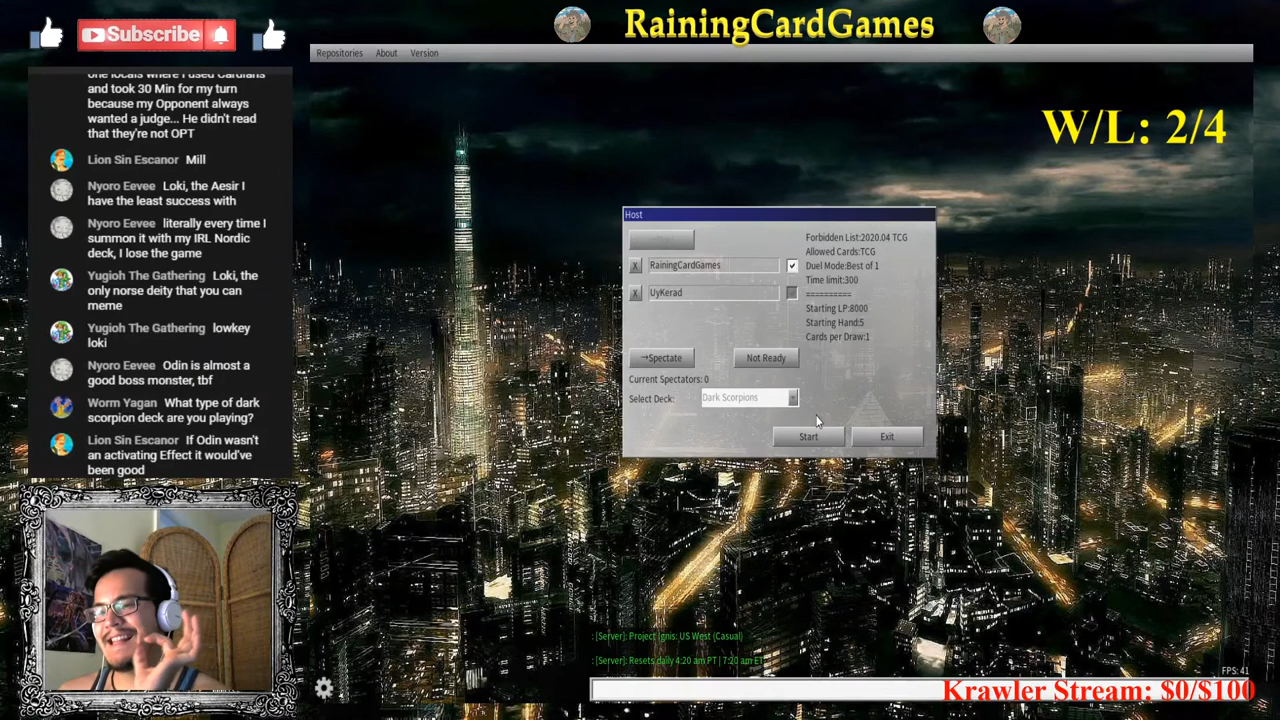 Subscribe
RainingCardGames
Repositories About Version
W/L: 2/4
one locals where I used Cardians
and took 30 Min for my turn
because my Opponent always
wanted a judge... He didn't read
that they're not OPT
Lion Sin Escanor Mill
Nyoro Eevee Loki, the Aesir I
have the least success with
Nyoro Eevee literally every time I
summon it with my IRL Nordic
deck, I lose the game
Yugioh The Gathering Loki, the
only norse deity that you can
meme
Yugioh The Gathering lowkey
loki
Nyoro Eevee Odin is almost a
good boss monster, tbf
Worm Yagan What type of dark
scorpion deck are you playing?
Lion Sin Escanor If Odin wasn't
an activating Effect it would've
been good
Host
X RainingCardGames
X UyKerad
→Spectate Not Ready
Current Spectators: 0
Select Deck: Dark Scorpions
Start Exit
Forbidden List:2020.04 TCG
Allowed Cards:TCG
Duel Mode:Best of 1
Time limit:300
==========
Starting LP:8000
Starting Hand:5
Cards per Draw:1
: [Server]: Project Ignis: US West (Casual)
: [Server]: Resets daily 4:20 am PT | 7:20 am ET
FPS: 41
Krawler Stream: $0/$100